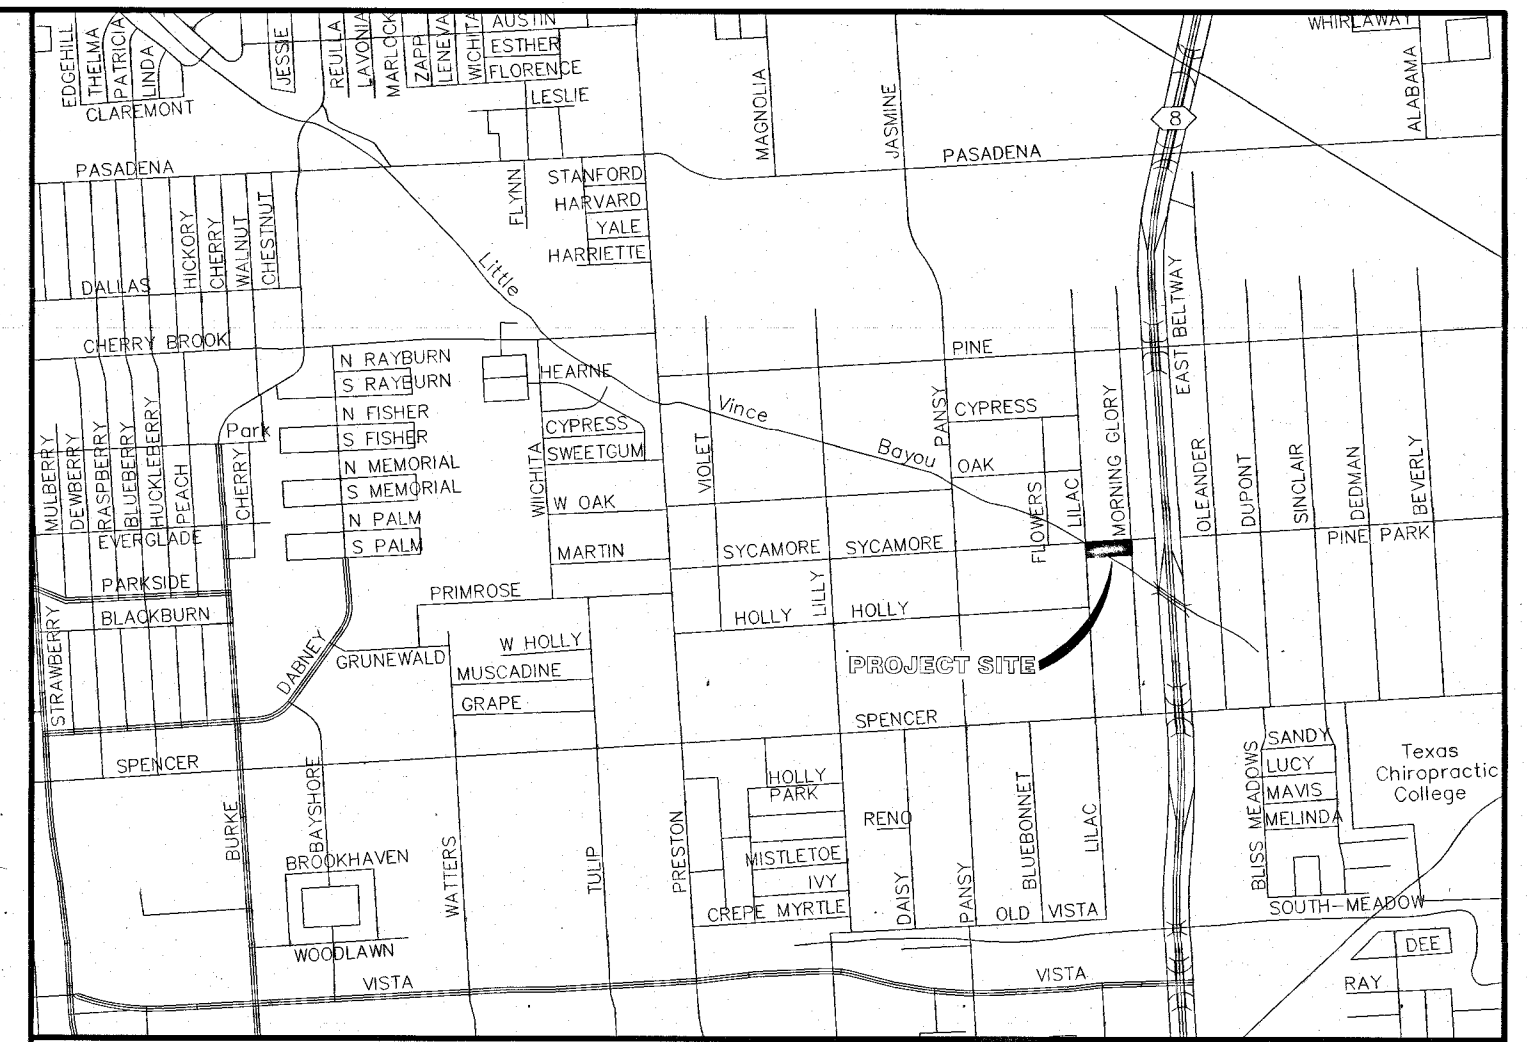 EDGEHILL
THELMA
PATRICIA
LINDA
CLAREMONT
JESSIE
REULLA
LAVONIA
MARLOCK
ZAPP
LENEVA
WICHITA
AUSTIN
ESTHER
FLORENCE
LESLIE
MAGNOLIA
JASMINE
8
WHIRLAWAY
ALABAMA
PASADENA
PASADENA
FLYNN
STANFORD
HARVARD
YALE
HARRIETTE
HICKORY
CHERRY
WALNUT
CHESTNUT
DALLAS
Little
EAST BELTWAY
CHERRY BROOK
N RAYBURN
S RAYBURN
HEARNE
PINE
N FISHER
S FISHER
CYPRESS
SWEETGUM
Vince
Bayou
PANSY
CYPRESS
OAK
MORNING GLORY
Park
MULBERRY
DEWBERRY
RASPBERRY
BLUEBERRY
HUCKLEBERRY
PEACH
CHERRY
N MEMORIAL
S MEMORIAL
WICHITA
VIOLET
W OAK
FLOWERS
LILAC
OLEANDER
DUPONT
SINCLAIR
DEDMAN
BEVERLY
N PALM
S PALM
EVERGLADE
MARTIN
SYCAMORE
SYCAMORE
PINE PARK
PARKSIDE
BLACKBURN
PRIMROSE
HOLLY
LILLY
HOLLY
STRAWBERRY
DABNEY
GRUNEWALD
W HOLLY
MUSCADINE
GRAPE
PROJECT SITE
SPENCER
SPENCER
BURKE
BAYSHORE
HOLLY
PARK
RENO
BLUEBONNET
LILAC
BLISS MEADOWS
SANDY
LUCY
MAVIS
MELINDA
Texas
Chiropractic
College
BROOKHAVEN
WATTERS
TULIP
PRESTON
MISTLETOE
IVY
CREPE MYRTLE
DAISY
PANSY
OLD VISTA
SOUTH-MEADOW
WOODLAWN
VISTA
VISTA
DEE
RAY